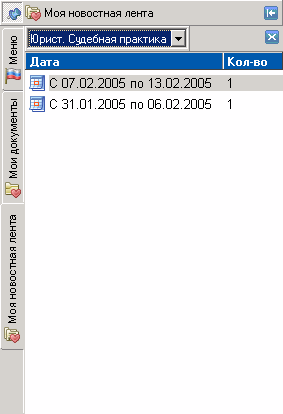 Моя новостная лента
Юрист. Судебная практика
Дата Кол-во
С 07.02.2005 по 13.02.2005 1
С 31.01.2005 по 06.02.2005 1
Меню
Мои документы
Моя новостная лента